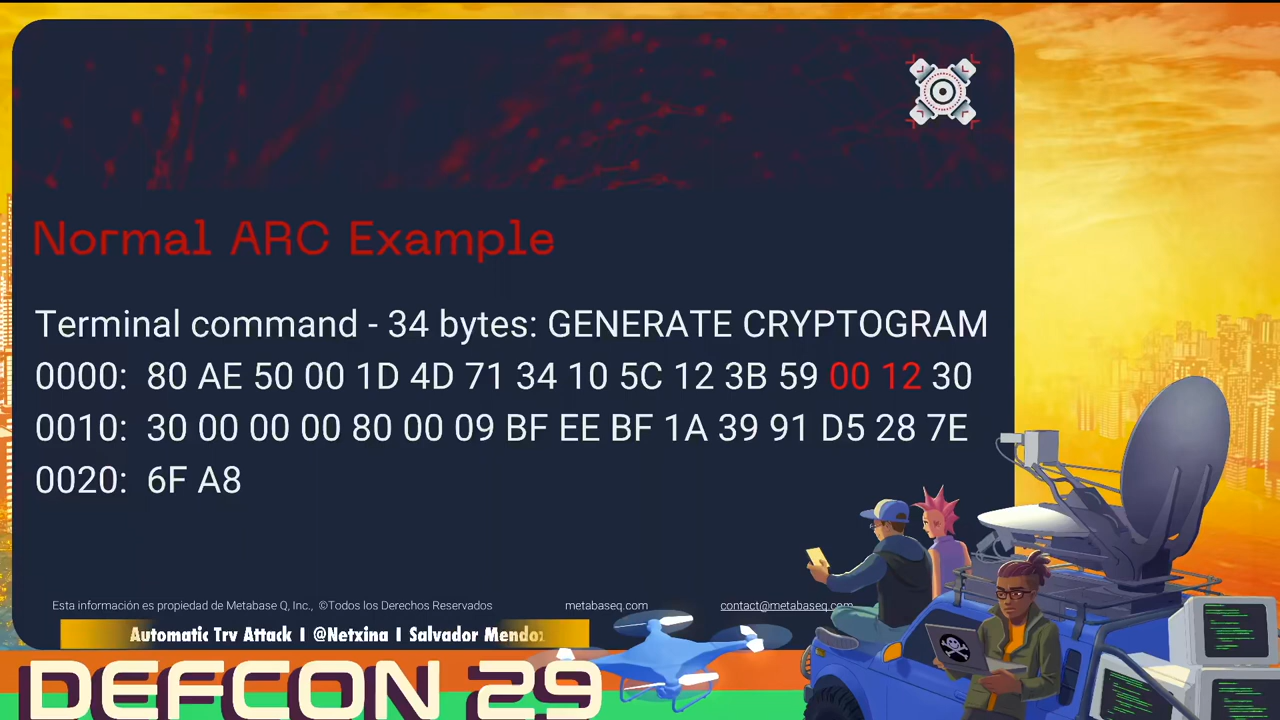 Normal ARC Example
Terminal command - 34 bytes: GENERATE CRYPTOGRAM
0000: 80 AE 50 00 1D 4D 71 34 10 5C 12 3B 59 00 12 30
0010: 30 00 00 00 80 00 09 BF EE BF 1A 39 91 D5 28 7E
0020: 6F A8
Esta información es propiedad de Metabase Q, Inc., ©Todos los Derechos Reservados metabaseq.com contact@metabaseq.com
Automatic Trv Attack I @Netxina I Salvador Mendoz
DEFCON 29